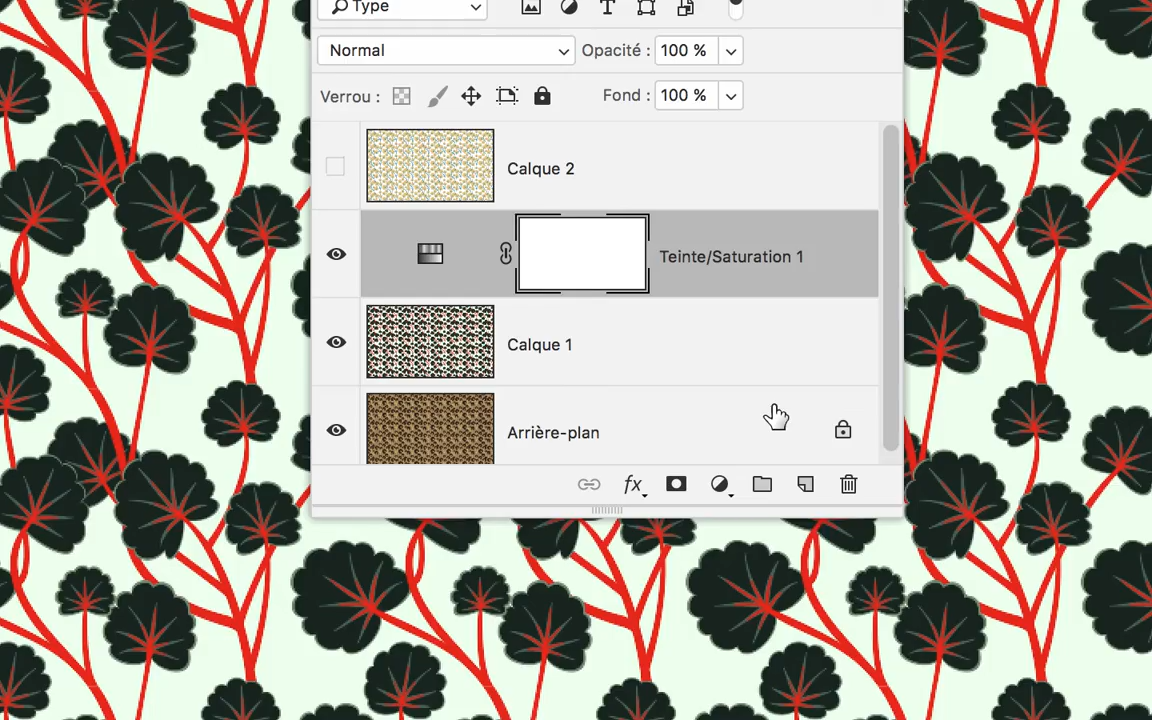 Type
Normal Opacité : 100 %
Verrou : Fond : 100 %
Calque 2
Teinte/Saturation 1
Calque 1
Arrière-plan
fx